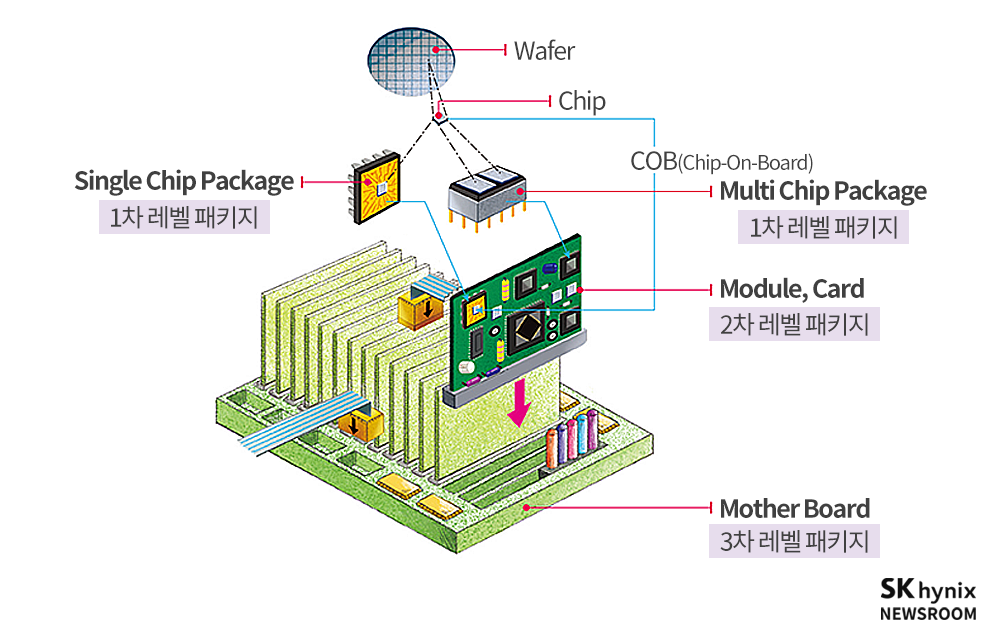 Wafer
Chip
COB(Chip-On-Board)
Single Chip Package
1차 레벨 패키지
Multi Chip Package
1차 레벨 패키지
Module, Card
2차 레벨 패키지
Mother Board
3차 레벨 패키지
SK hynix
NEWSROOM